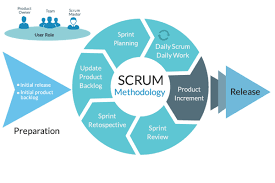 Product
Owner
Team
Scrum
Master
User Role
Sprint
Planning
Daily Scrum
Daily Work
Update
Product
Backlog
SCRUM
Methodology
Product
Increment
Initial release
Initial product
backlog
Release
Preparation
Sprint
Retospective
Sprint
Review